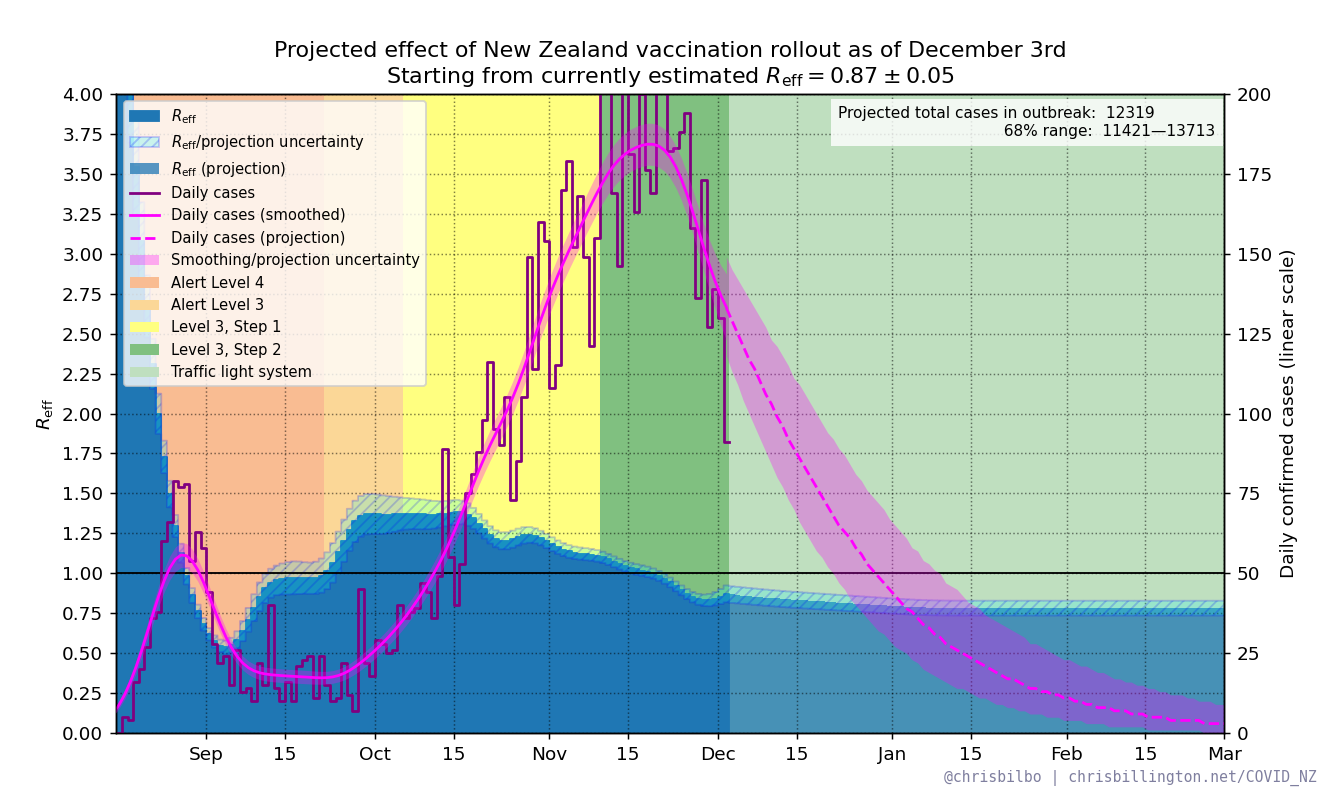 Projected effect of New Zealand vaccination rollout as of December 3rd
Starting from currently estimated R_eff = 0.87 ± 0.05
Projected total cases in outbreak: 12319
68% range: 11421—13713
R_eff
R_eff/projection uncertainty
R_eff (projection)
Daily cases
Daily cases (smoothed)
Daily cases (projection)
Smoothing/projection uncertainty
Alert Level 4
Alert Level 3
Level 3, Step 1
Level 3, Step 2
Traffic light system
R_eff
4.00
3.75
3.50
3.25
3.00
2.75
2.50
2.25
2.00
1.75
1.50
1.25
1.00
0.75
0.50
0.25
0.00
200
175
150
125
100
75
50
25
0
Daily confirmed cases (linear scale)
Sep 15 Oct 15 Nov 15 Dec 15 Jan 15 Feb 15 Mar
@chrisbilbo | chrisbillington.net/COVID_NZ